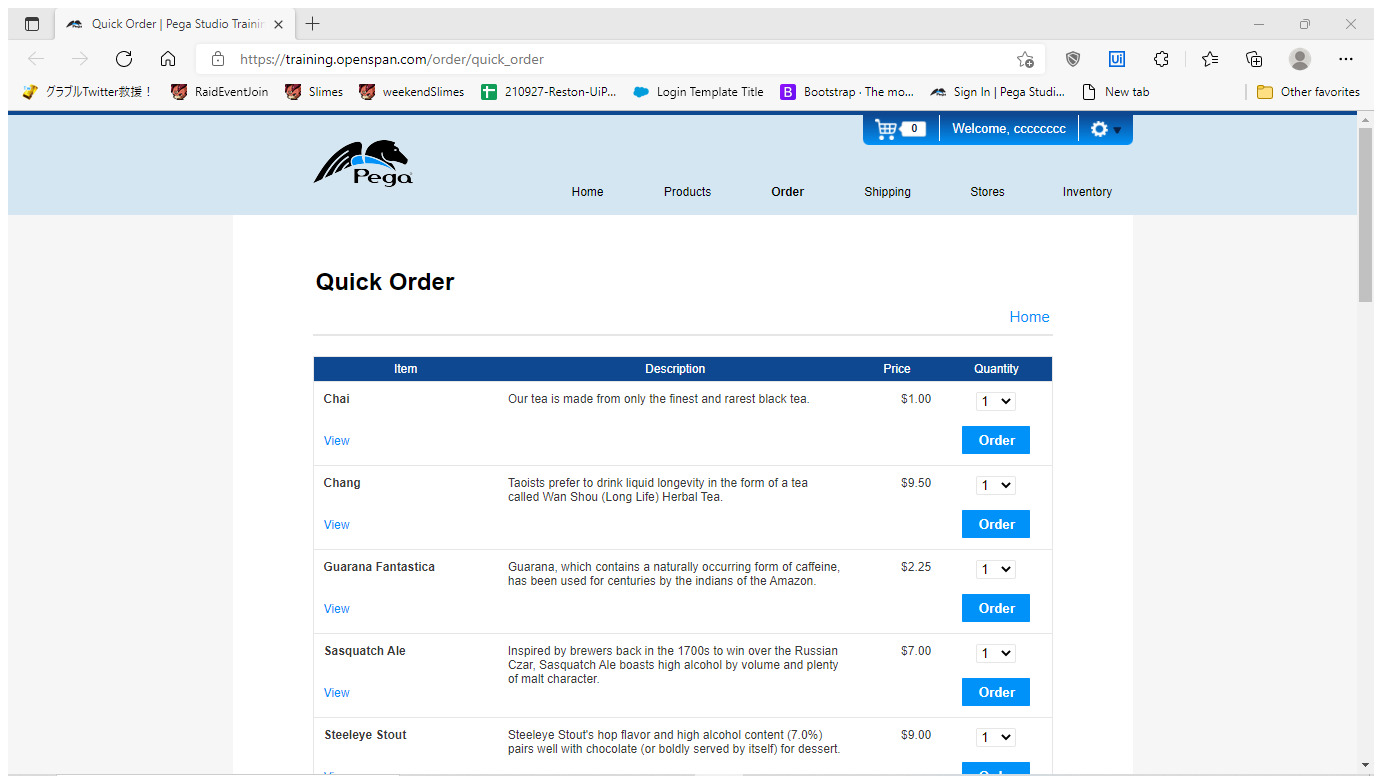 Quick Order | Pega Studio Trainin
https://training.openspan.com/order/quick_order
Ui
グラブルTwitter救援！ RaidEventJoin Slimes weekendSlimes 210927-Reston-UiP... Login Template Title B Bootstrap · The mo... Sign In | Pega Studi... New tab Other favorites
0 Welcome, cccccccc
Pega
Home Products Order Shipping Stores Inventory
Quick Order
Home
Item Description Price Quantity
Chai Our tea is made from only the finest and rarest black tea. $1.00 1
View Order
Chang Taoists prefer to drink liquid longevity in the form of a tea $9.50 1
called Wan Shou (Long Life) Herbal Tea.
View Order
Guarana Fantastica Guarana, which contains a naturally occurring form of caffeine, $2.25 1
has been used for centuries by the indians of the Amazon.
View Order
Sasquatch Ale Inspired by brewers back in the 1700s to win over the Russian $7.00 1
Czar, Sasquatch Ale boasts high alcohol by volume and plenty
of malt character.
View Order
Steeleye Stout Steeleye Stout's hop flavor and high alcohol content (7.0%) $9.00 1
pairs well with chocolate (or boldly served by itself) for dessert.